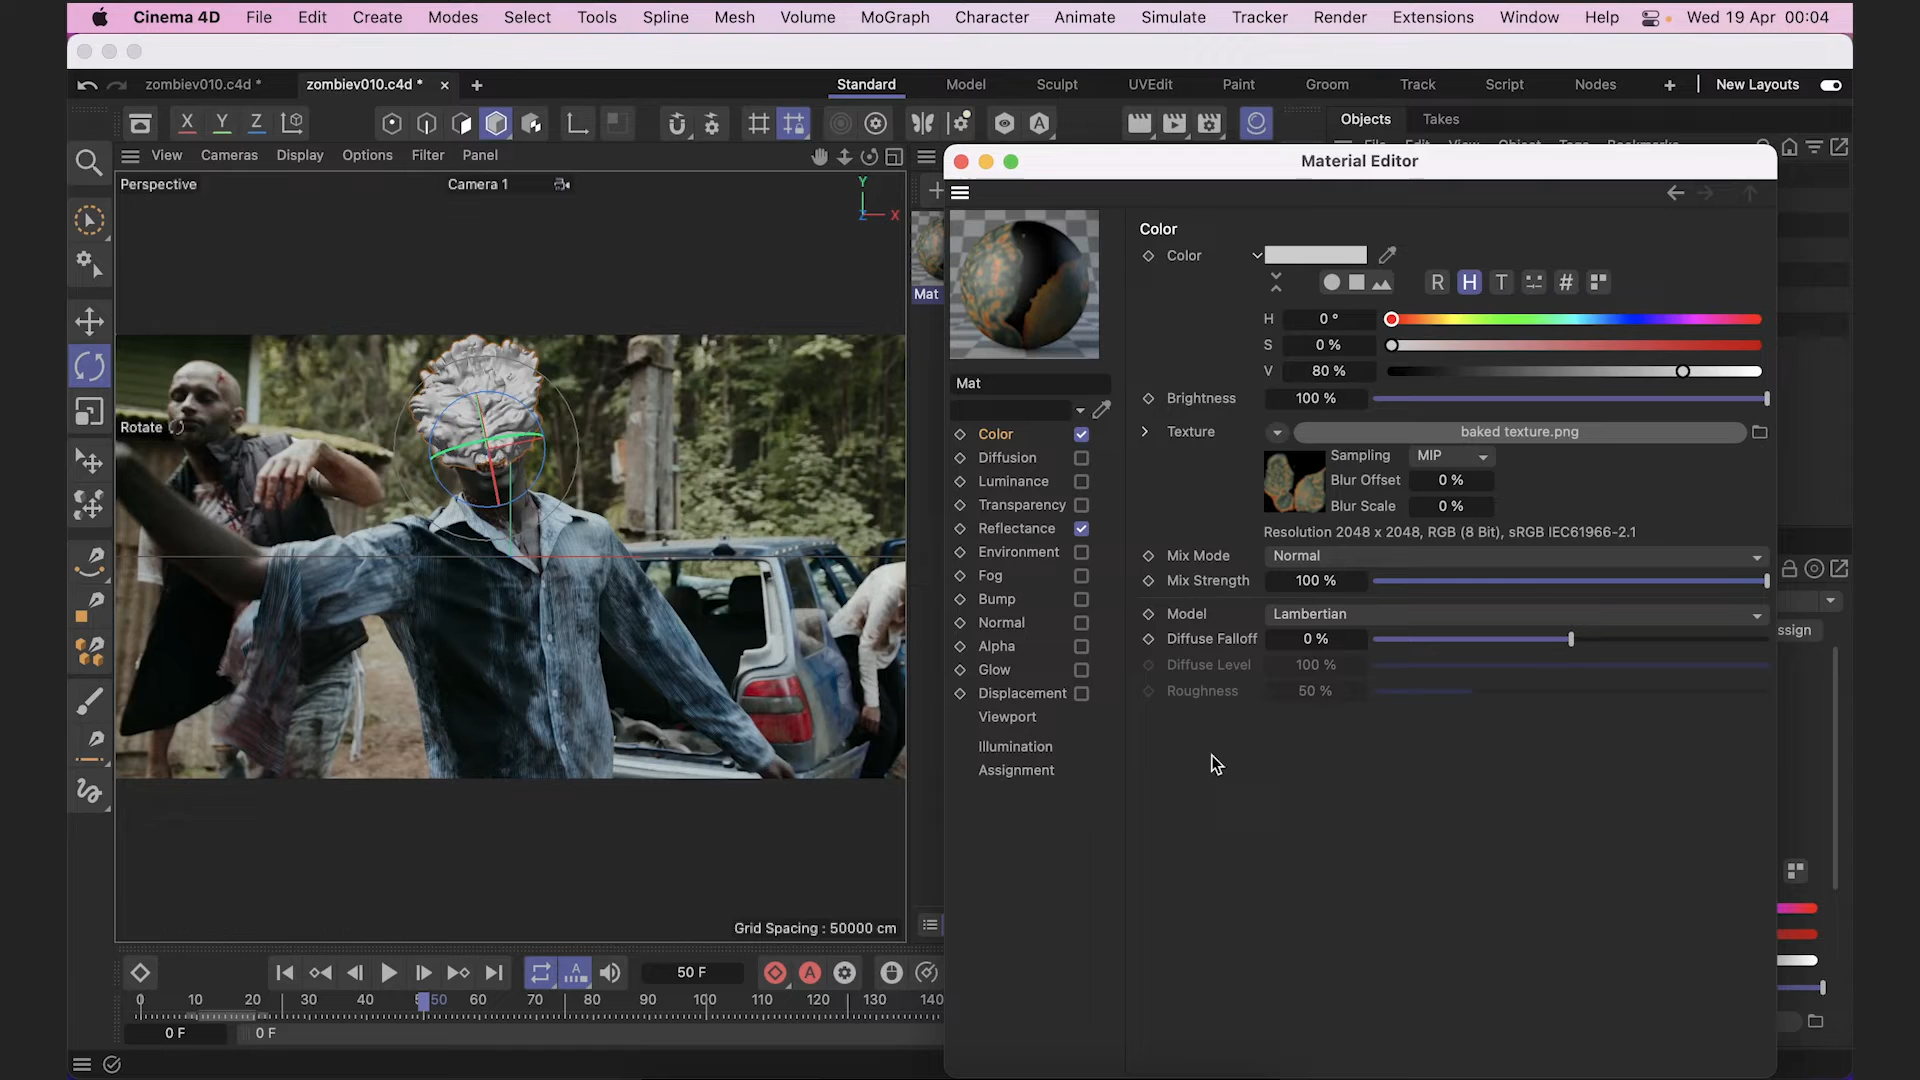 Cinema 4D File Edit Create Modes Select Tools Spline Mesh Volume MoGraph Character Animate Simulate Tracker Render Extensions Window Help Wed 19 Apr 00:04
zombiev010.c4d * zombiev010.c4d * × + Standard Model Sculpt UVEdit Paint Groom Track Script Nodes + New Layouts
X Y Z Objects Takes
View Cameras Display Options Filter Panel
Perspective Camera 1 Y
Z X
Rotate
Grid Spacing : 50000 cm
Mat
Material Editor
Mat
Color
Diffusion
Luminance
Transparency
Reflectance
Environment
Fog
Bump
Normal
Alpha
Glow
Displacement
Viewport
Illumination
Assignment
Color
Color
R H T #
H 0 °
S 0 %
V 80 %
Brightness 100 %
Texture baked texture.png
Sampling MIP
Blur Offset 0 %
Blur Scale 0 %
Resolution 2048 x 2048, RGB (8 Bit), sRGB IEC61966-2.1
Mix Mode Normal
Mix Strength 100 %
Model Lambertian
Diffuse Falloff 0 %
Diffuse Level 100 %
Roughness 50 %
ssign
50 F
0 10 20 30 40 50 60 70 80 90 100 110 120 130 140
0 F 0 F